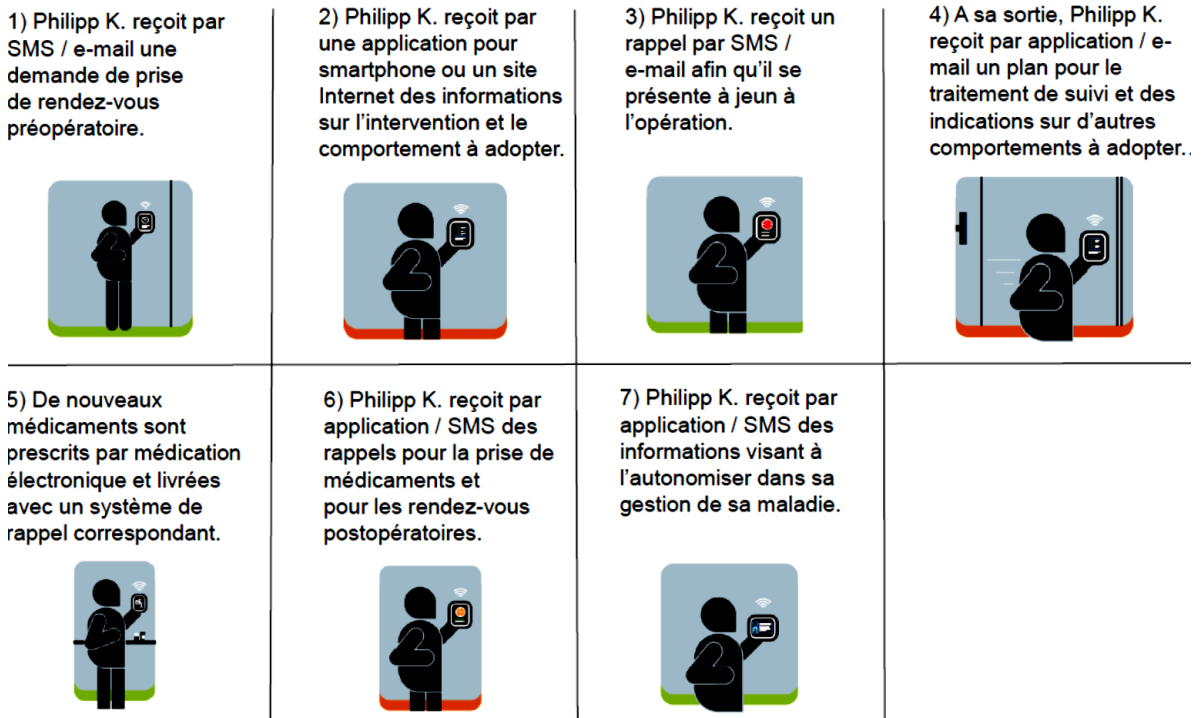 1) Philipp K. reçoit par
SMS / e-mail une
demande de prise
de rendez-vous
préopératoire.
2) Philipp K. reçoit par
une application pour
smartphone ou un site
Internet des informations
sur l'intervention et le
comportement à adopter.
3) Philipp K. reçoit un
rappel par SMS /
e-mail afin qu'il se
présente à jeun à
l'opération.
4) A sa sortie, Philipp K.
reçoit par application / e-
mail un plan pour le
traitement de suivi et des
indications sur d'autres
comportements à adopter..
5) De nouveaux
médicaments sont
prescrits par médication
électronique et livrées
avec un système de
rappel correspondant.
6) Philipp K. reçoit par
application / SMS des
rappels pour la prise de
médicaments et
pour les rendez-vous
postopératoires.
7) Philipp K. reçoit par
application / SMS des
informations visant à
l'autonomiser dans sa
gestion de sa maladie.